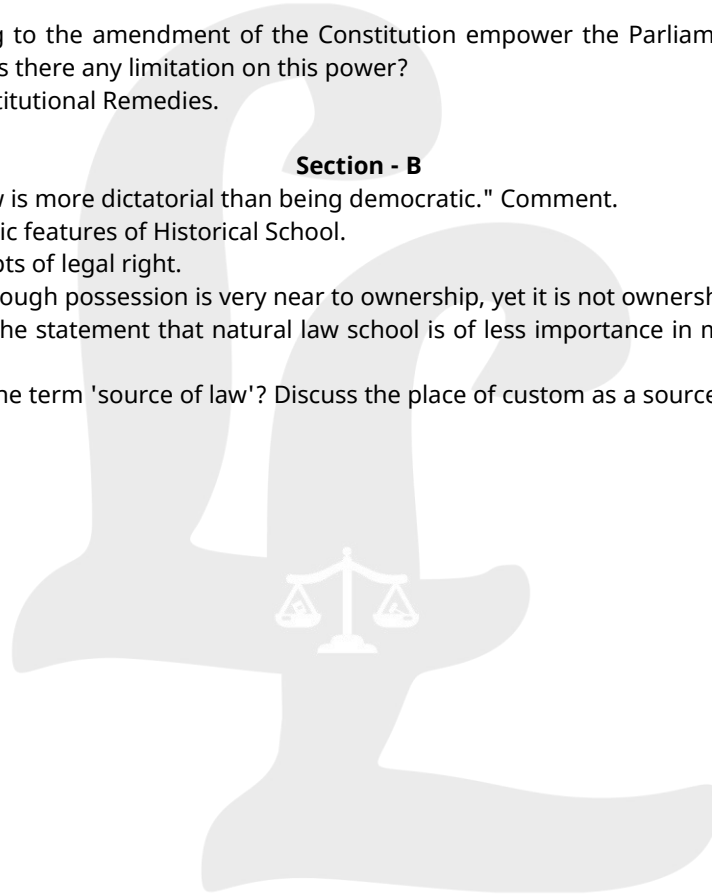 g to the amendment of the Constitution empower the Parliam
s there any limitation on this power?
titutional Remedies.
Section - B
w is more dictatorial than being democratic." Comment.
ic features of Historical School.
pts of legal right.
ough possession is very near to ownership, yet it is not ownersh
he statement that natural law school is of less importance in n
he term 'source of law'? Discuss the place of custom as a source